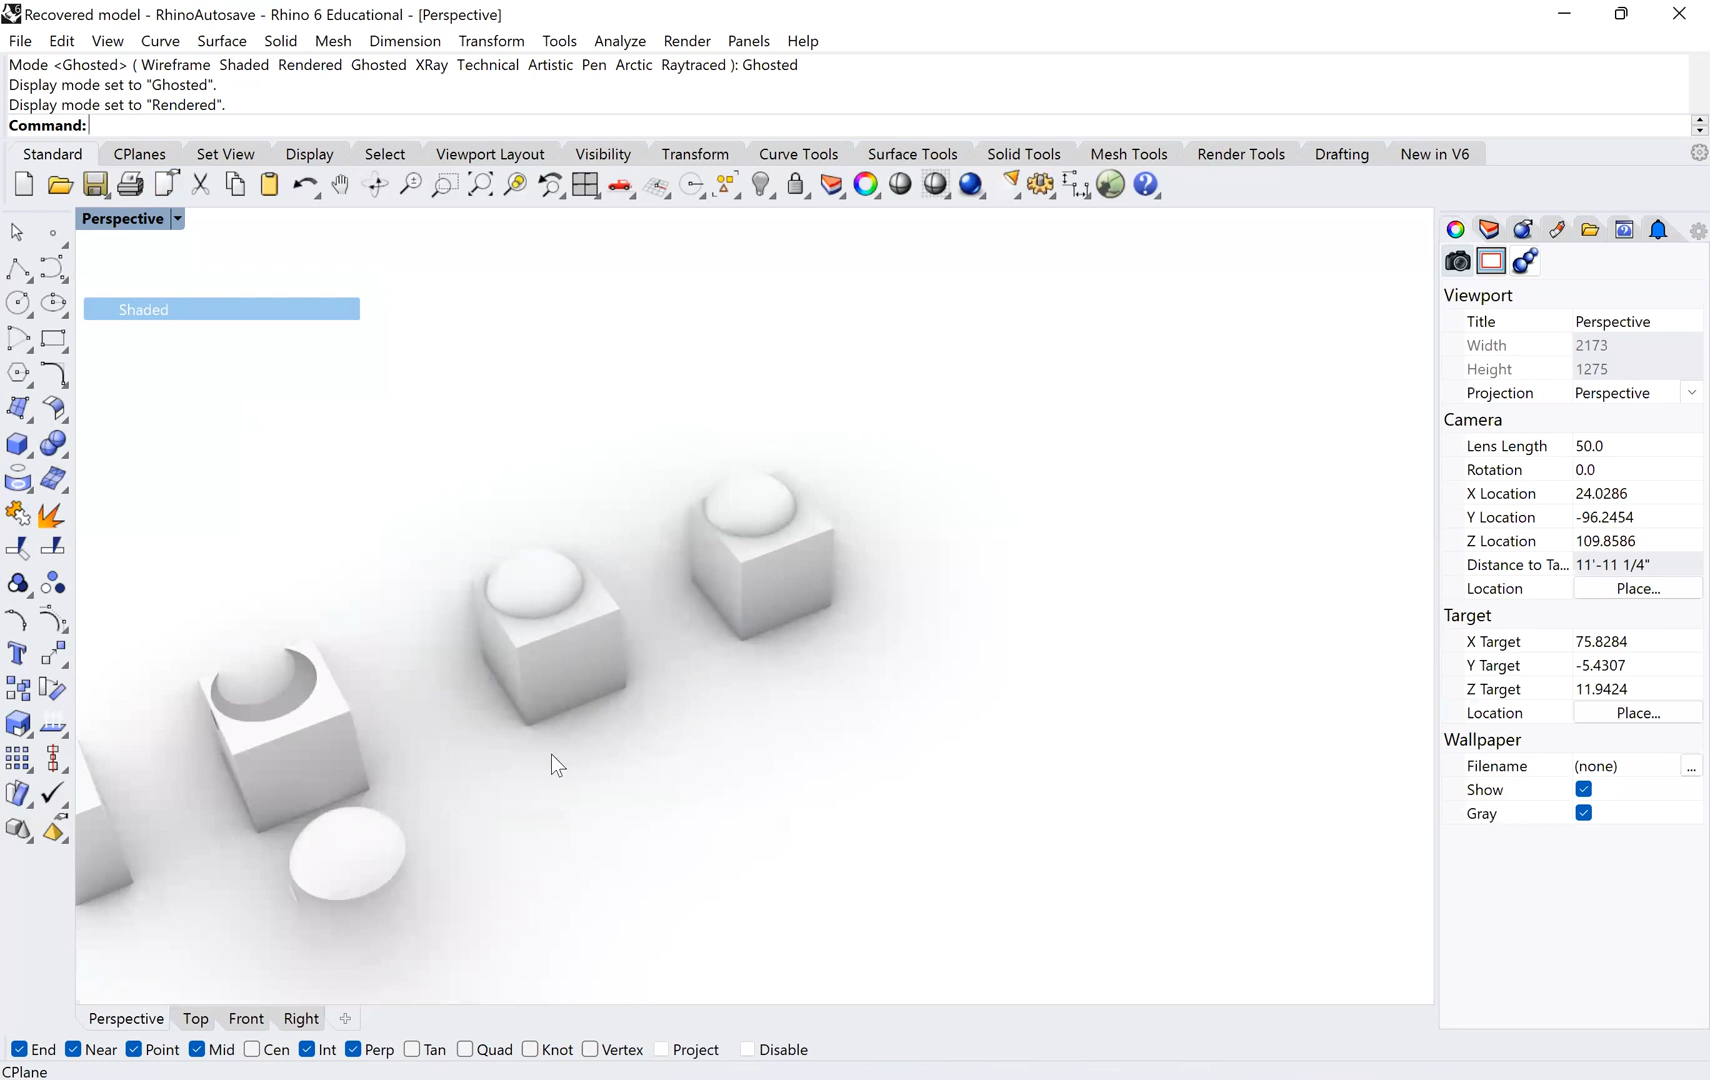 Recovered model - RhinoAutosave - Rhino 6 Educational - [Perspective]
File Edit View Curve Surface Solid Mesh Dimension Transform Tools Analyze Render Panels Help
Mode <Ghosted> ( Wireframe Shaded Rendered Ghosted XRay Technical Artistic Pen Arctic Raytraced ): Ghosted
Display mode set to "Ghosted".
Display mode set to "Rendered".
Command:
Standard CPlanes Set View Display Select Viewport Layout Visibility Transform Curve Tools Surface Tools Solid Tools Mesh Tools Render Tools Drafting New in V6
Perspective
Shaded
Viewport
Title Perspective
Width 2173
Height 1275
Projection Perspective
Camera
Lens Length 50.0
Rotation 0.0
X Location 24.0286
Y Location -96.2454
Z Location 109.8586
Distance to Ta... 11'-11 1/4"
Location Place...
Target
X Target 75.8284
Y Target -5.4307
Z Target 11.9424
Location Place...
Wallpaper
Filename (none) ...
Show
Gray
Perspective Top Front Right
End Near Point Mid Cen Int Perp Tan Quad Knot Vertex Project Disable
CPlane